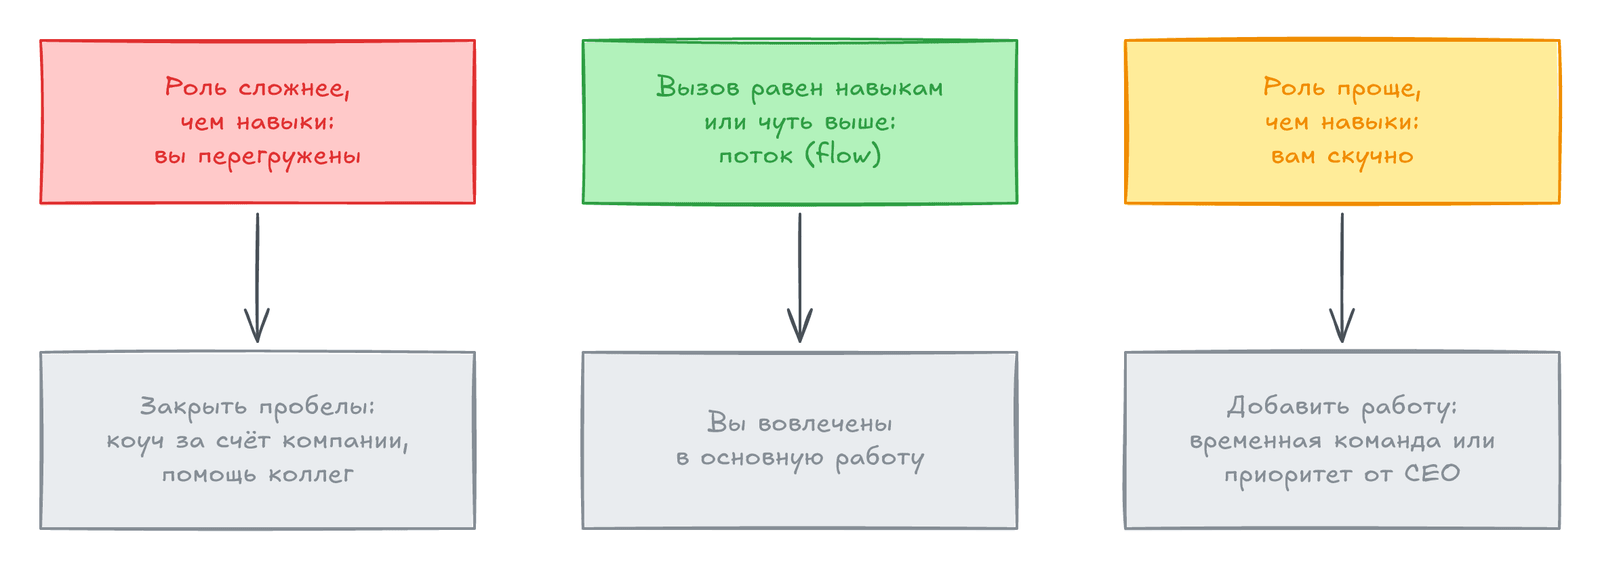 Роль сложнее,
чем навыки:
вы перегружены
Вызов равен навыкам
или чуть выше:
поток (flow)
Роль проще,
чем навыки:
вам скучно
Закрыть пробелы:
коуч за счёт компании,
помощь коллег
Вы вовлечены
в основную работу
Добавить работу:
временная команда или
приоритет от CEO